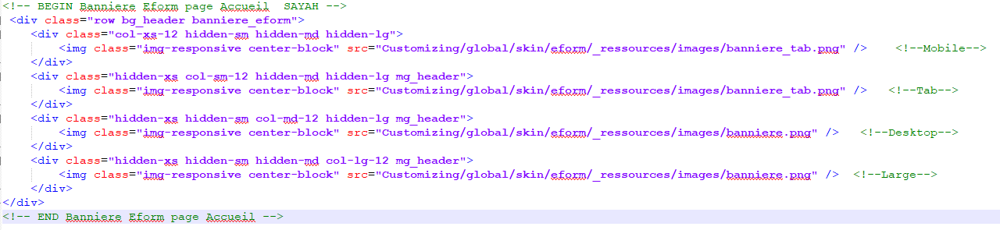 <!-- BEGIN Banniere Eform page Accueil  SAYAH -->
<div class="row bg_header banniere_eform">
<div class="col-xs-12 hidden-sm hidden-md hidden-lg">
<img class="img-responsive center-block" src="Customizing/global/skin/eform/_ressources/images/banniere_tab.png" />    <!--Mobile-->
</div>
<div class="hidden-xs col-sm-12 hidden-md hidden-lg mg_header">
<img class="img-responsive center-block" src="Customizing/global/skin/eform/_ressources/images/banniere_tab.png" />   <!--Tab-->
</div>
<div class="hidden-xs hidden-sm col-md-12 hidden-lg mg_header">
<img class="img-responsive center-block" src="Customizing/global/skin/eform/_ressources/images/banniere.png" />   <!--Desktop-->
</div>
<div class="hidden-xs hidden-sm hidden-md col-lg-12 mg_header">
<img class="img-responsive center-block" src="Customizing/global/skin/eform/_ressources/images/banniere.png" />  <!--Large-->
</div>
</div>
<!-- END Banniere Eform page Accueil -->